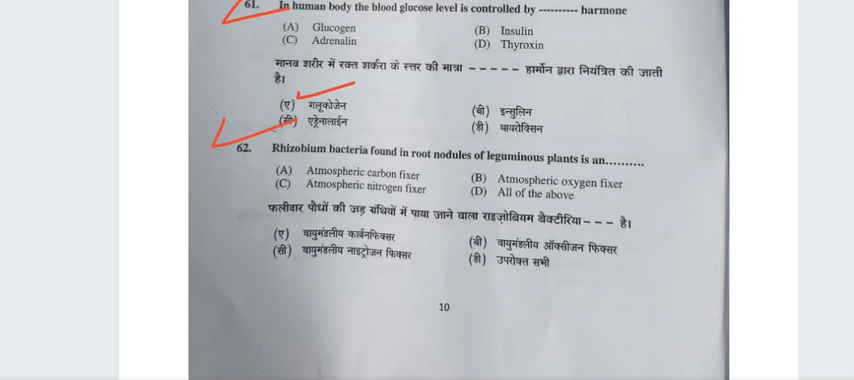 61. In human body the blood glucose level is controlled by ---------- harmone
(A) Glucogen (B) Insulin
(C) Adrenalin (D) Thyroxin
मानव शरीर में रक्त शर्करा के स्तर की मात्रा ----- हार्मोन द्वारा नियंत्रित की जाती
है।
(ए) गलूकोजेन (बी) इन्सुलिन
(सी) एड्रेनालाईन (डी) थायरोक्सिन
62. Rhizobium bacteria found in root nodules of leguminous plants is an..........
(A) Atmospheric carbon fixer (B) Atmospheric oxygen fixer
(C) Atmospheric nitrogen fixer (D) All of the above
फलीदार पौधों की जड़ ग्रंथियों में पाया जाने वाला राइज़ोबियम बैक्टीरिया--- है।
(ए) वायुमंडलीय कार्बनफिक्सर (बी) वायुमंडलीय ऑक्सीजन फिक्सर
(सी) वायुमंडलीय नाइट्रोजन फिक्सर (डी) उपरोक्त सभी
10